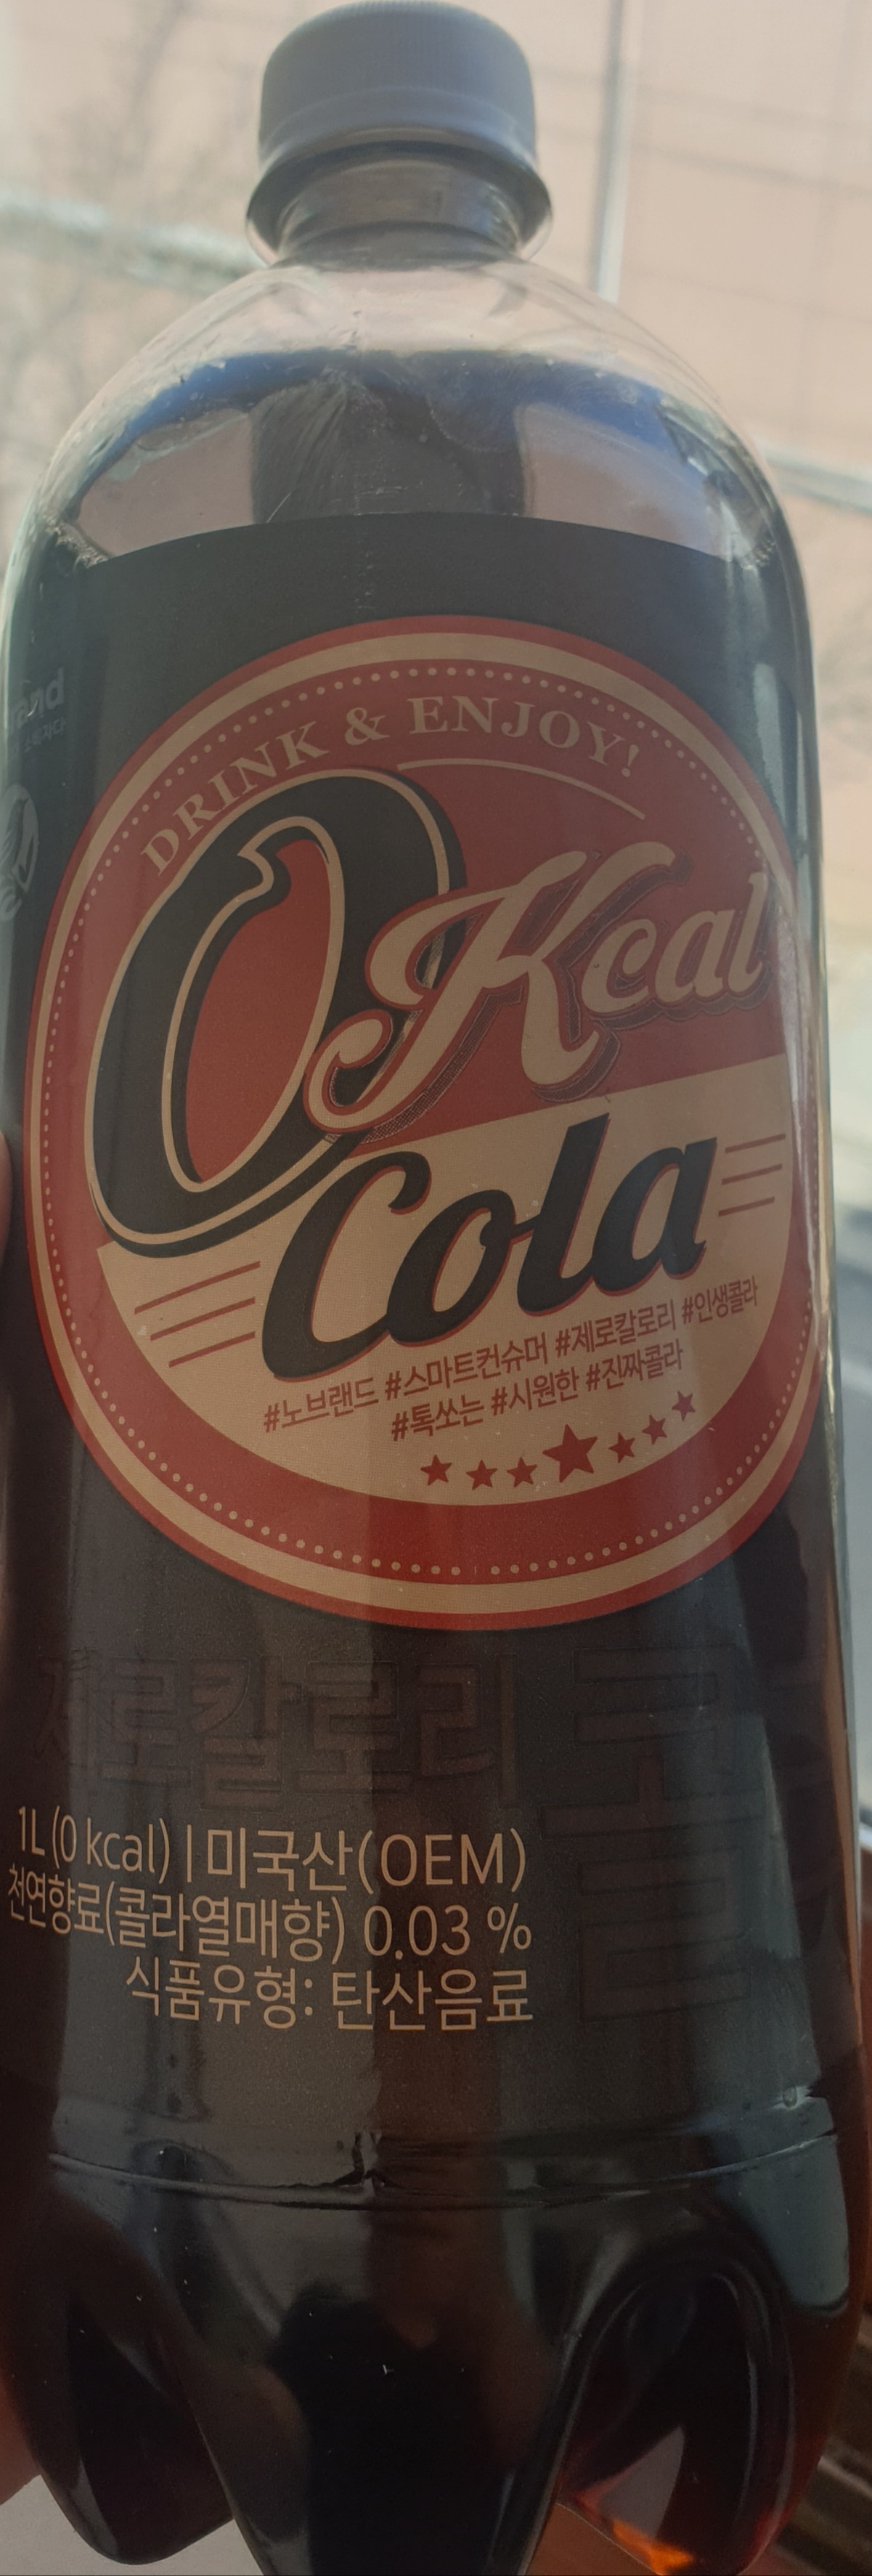 DRINK & ENJOY!
0 Kcal
Cola
#노브랜드 #스마트컨슈머 #제로칼로리 #인생콜라
#톡쏘는 #시원한 #진짜콜라
제로칼로리 콜
1L (0 kcal) | 미국산(OEM)
천연향료(콜라열매향) 0.03 %
식품유형: 탄산음료